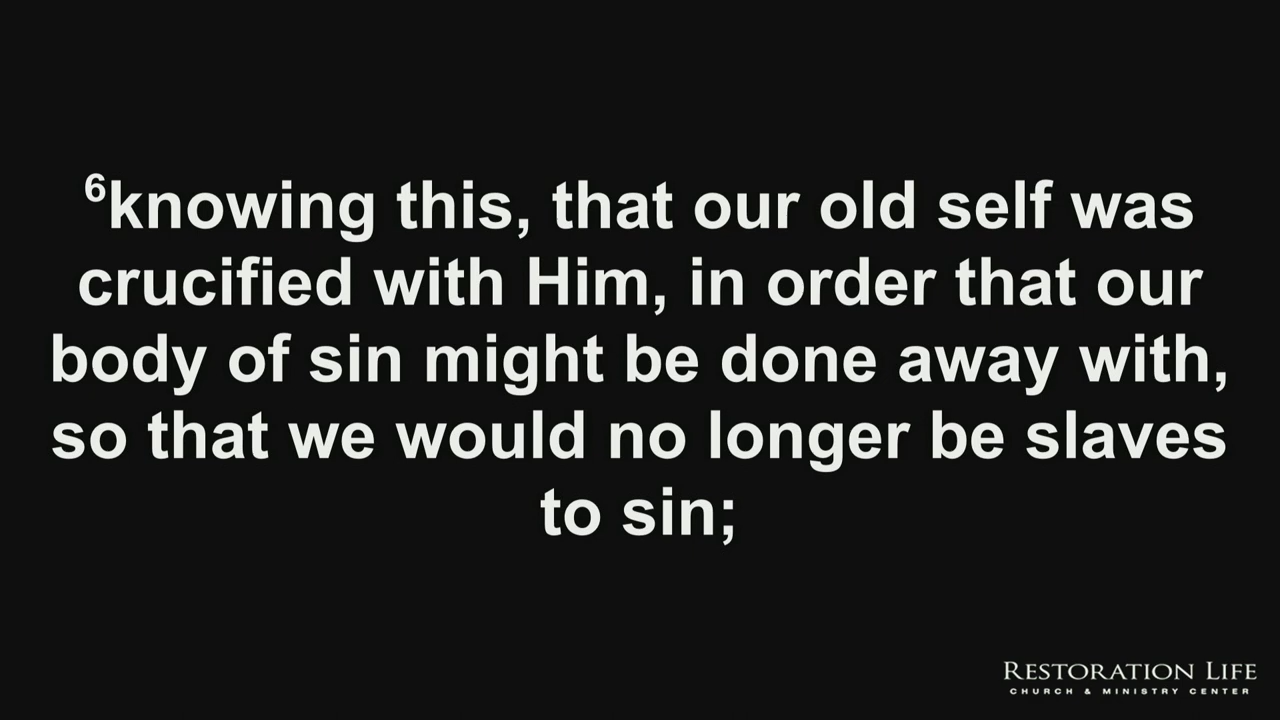 ⁶knowing this, that our old self was
crucified with Him, in order that our
body of sin might be done away with,
so that we would no longer be slaves
to sin;
RESTORATION LIFE
CHURCH & MINISTRY CENTER